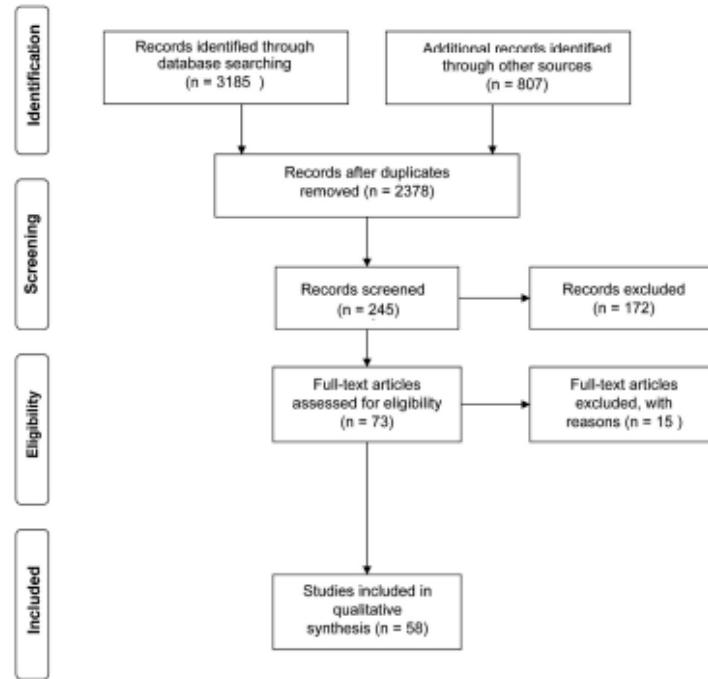 Identification
Records identified through
database searching
(n = 3185 )
Additional records identified
through other sources
(n = 807)
Records after duplicates
removed (n = 2378)
Screening
Records screened
(n = 245)
Records excluded
(n = 172)
Eligibility
Full-text articles
assessed for eligibility
(n = 73)
Full-text articles
excluded, with
reasons (n = 15 )
Included
Studies included in
qualitative
synthesis (n = 58)